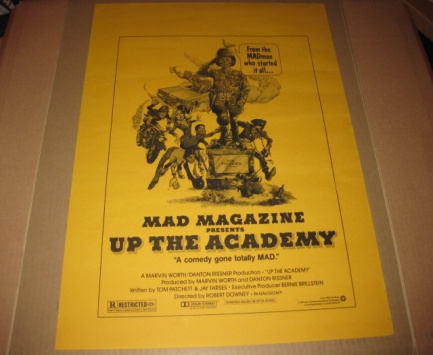 From the
MADman
who started
it all...
MAD MAGAZINE
PRESENTS
UP THE ACADEMY
"A comedy gone totally MAD."
A MARVIN WORTH/DANTON RISSNER Production - "UP THE ACADEMY"
Produced by MARVIN WORTH and DANTON RISSNER
Written by TOM PATCHETT & JAY TARSES • Executive Producer BERNIE BRILLSTEIN
Directed by ROBERT DOWNEY
R RESTRICTED